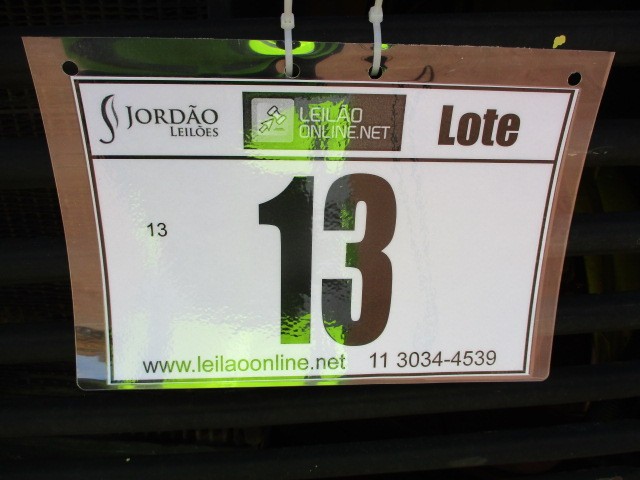 JORDÃO
LEILÕES
LEILÃO
ONLINE.NET
Lote
13
13
www.leilaoonline.net 11 3034-4539